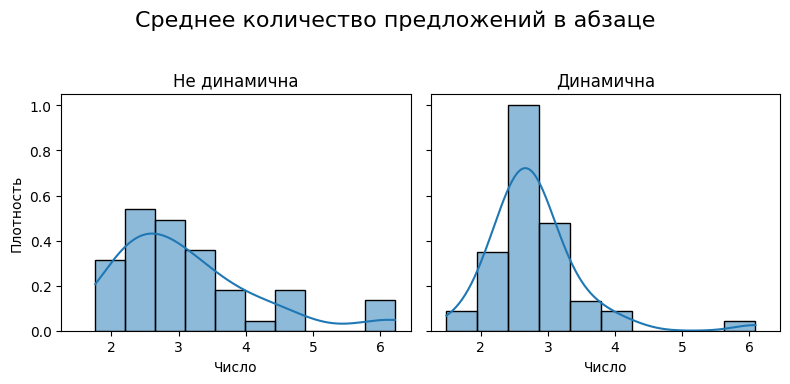 Среднее количество предложений в абзаце
Не динамична
Динамична
Плотность
1.0
0.8
0.6
0.4
0.2
0.0
2 3 4 5 6
2 3 4 5 6
Число
Число